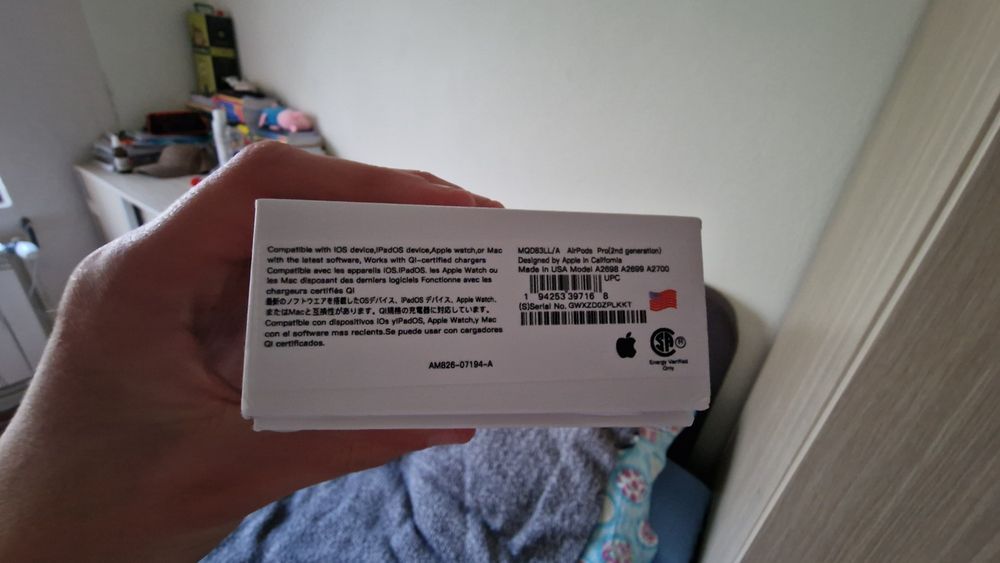 Compatible with IOS device,IPadOS device,Apple watch,or Mac
with the latest software, Works with QI-certified chargers
Compatible avec les appareils IOS.IPadOS. les Apple Watch ou
les Mac disposant des derniers logiciels Fonctionne avec les
chargeurs certifiés QI
最新のノフトウエアを搭載したOSデバイス、IPadOS デバイス、Apple Watch、
またはMacと互換性があります。QI規格の充電器に対応しています。
Compatible con dispositivos IOs yIPadOS, Apple Watch,y Mac
con el software mas recients.Se puede usar con cargadores
QI certificados.
AM826-07194-A
MQD83LL/A AirPods Pro(2nd generation)
Designed by Apple in California
Made In USA Model A2698 A2699 A2700
UPC
1 94253 39716 8
(S)Serial No. GWXZD0ZPLKKT
SA
Energy Verified
Only